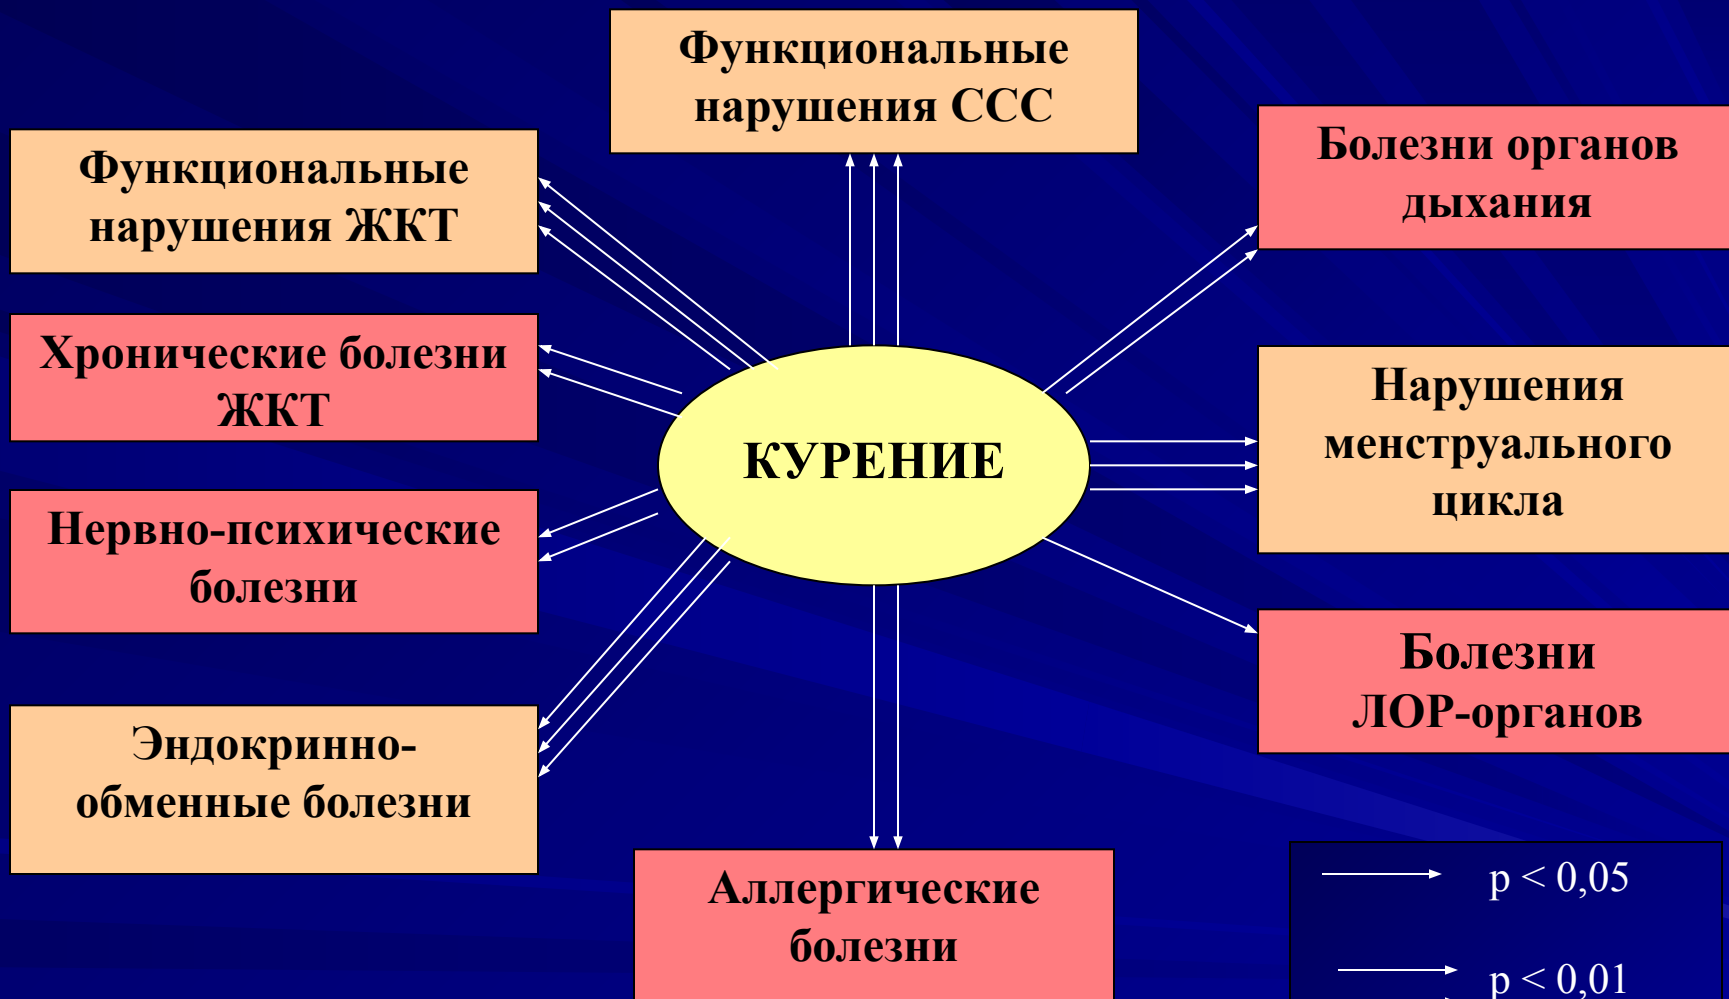 Функциональные
нарушения ССС
Функциональные
нарушения ЖКТ
Болезни органов
дыхания
Хронические болезни
ЖКТ
КУРЕНИЕ
Нарушения
менструального
цикла
Нервно-психические
болезни
Болезни
ЛОР-органов
Эндокринно-
обменные болезни
Аллергические
болезни
p < 0,05
p < 0,01